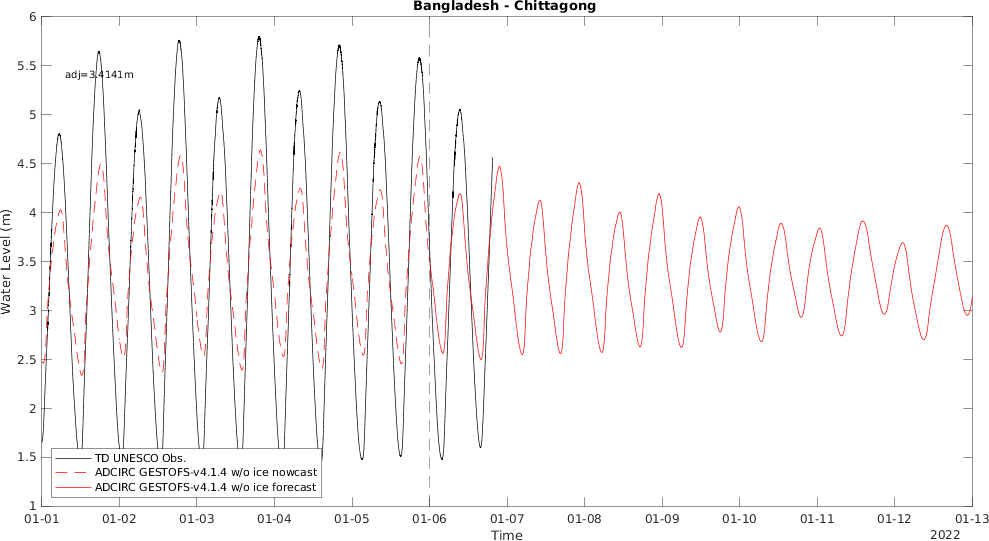 Bangladesh - Chittagong
6
5.5
5
4.5
4
3.5
3
2.5
2
1.5
1
Water Level (m)
adj=3.4141m
TD UNESCO Obs.
ADCIRC GESTOFS-v4.1.4 w/o ice nowcast
ADCIRC GESTOFS-v4.1.4 w/o ice forecast
01-01 01-02 01-03 01-04 01-05 01-06 01-07 01-08 01-09 01-10 01-11 01-12 01-13
Time
2022